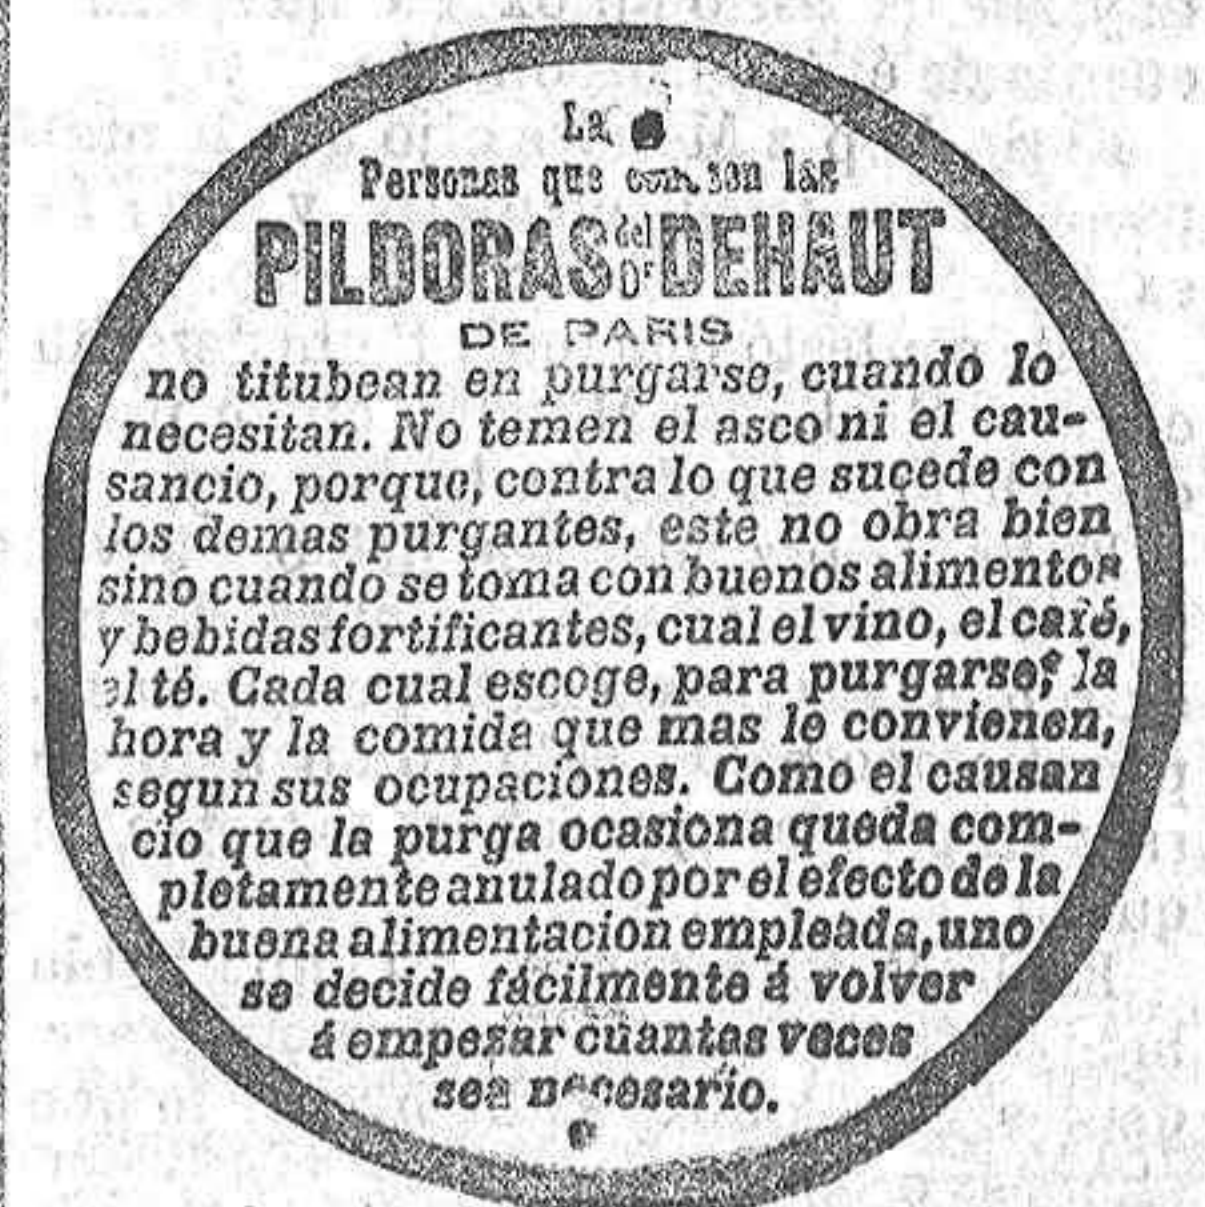 La
Personas que las
PILDORAS del Dr DEHAUT
DE PARIS
no titubean en purgarse, cuando lo
necesitan. No temen el asco ni el cau-
sancio, porque, contra lo que sucede con
los demas purgantes, este no obra bien
sino cuando se toma con buenos alimentos
y bebidas fortificantes, cual el vino, el café,
el té. Cada cual escoge, para purgarse, la
hora y la comida que mas le convienen,
segun sus ocupaciones. Como el causan
cio que la purga ocasiona queda com-
pletamente anulado por el efecto de la
buena alimentacion empleada, uno
se decide fácilmente á volver
á empezar cuantas veces
sea necesario.